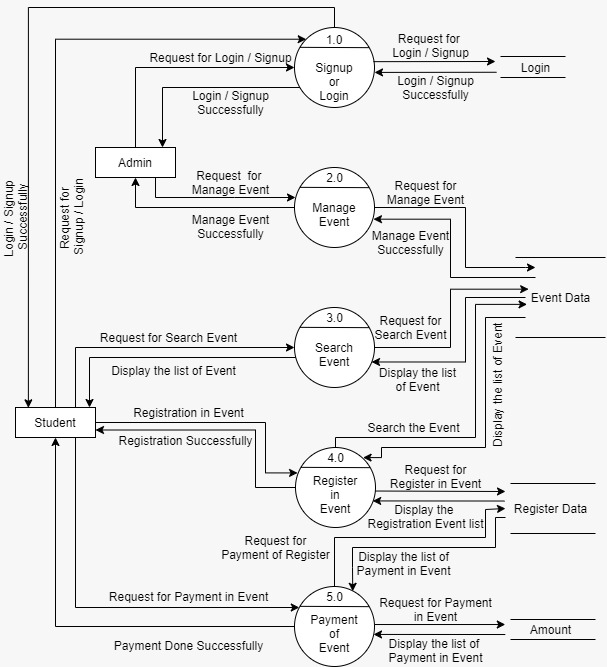 1.0
Signup
or
Login
Request for Login / Signup
Login / Signup
Successfully
Request for
Login / Signup
Login / Signup
Successfully
Login
Admin
Request for
Manage Event
Manage Event
Successfully
2.0
Manage
Event
Request for
Manage Event
Manage Event
Successfully
Login / Signup
Successfully
Request for
Signup / Login
Event Data
3.0
Search
Event
Request for Search Event
Display the list of Event
Request for
Search Event
Display the list
of Event
Display the list of Event
Student
Registration in Event
Registration Successfully
Search the Event
4.0
Register
in
Event
Request for
Register in Event
Display the
Registration Event list
Register Data
Request for
Payment of Register
Display the list of
Payment in Event
Request for Payment in Event
Payment Done Successfully
5.0
Payment
of
Event
Request for Payment
in Event
Display the list of
Payment in Event
Amount